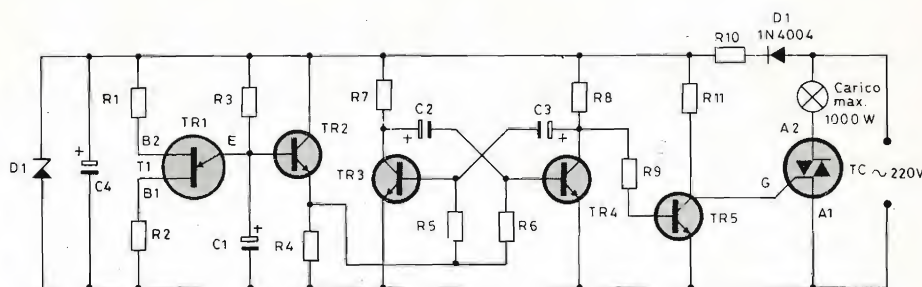 D1
1N4004
R10
R1
R3
R7
C2
C3
R8
R11
Carico
max.
1000 W
TR1
B2
E
TR2
A2
D1
+
C4
T1
B1
+
+
TR3
R9
G
TC ~ 220V
R2
C1
+
R4
R5
R6
TR4
TR5
A1